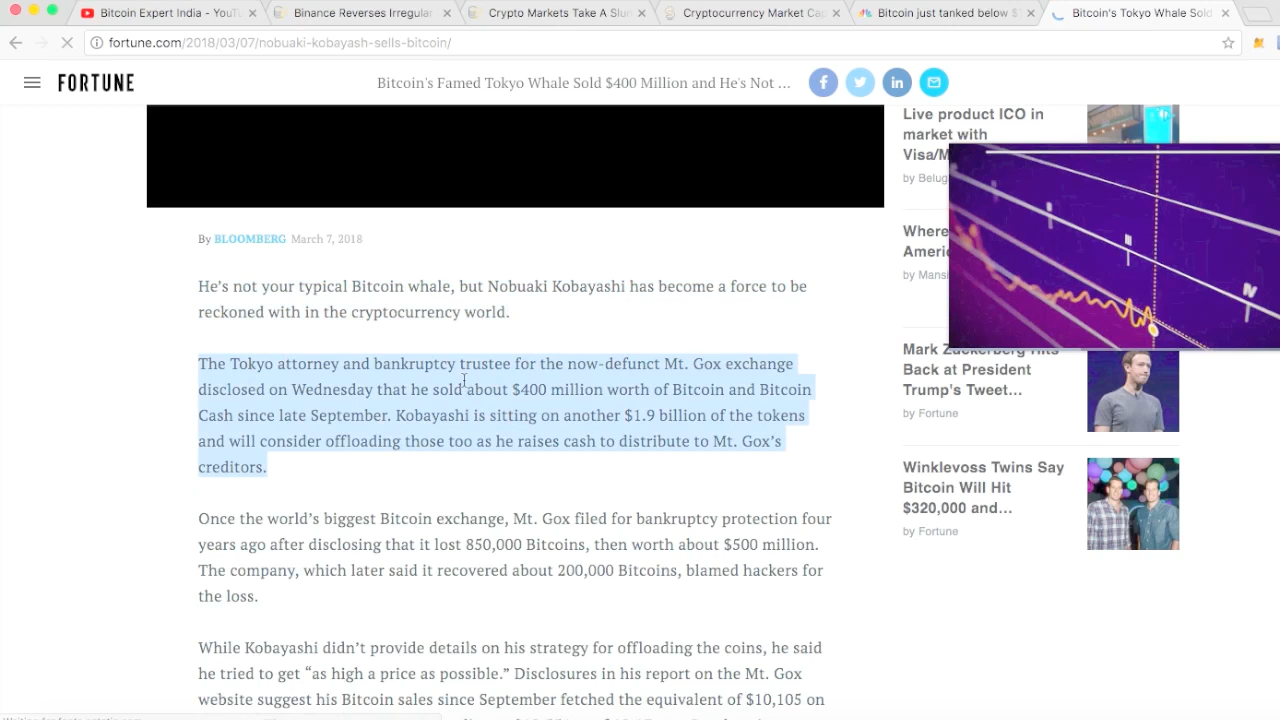 Bitcoin Expert India - YouT
Binance Reverses Irregular
Crypto Markets Take A Slun
Cryptocurrency Market Cap
Bitcoin just tanked below $
Bitcoin's Tokyo Whale Sold
fortune.com/2018/03/07/nobuaki-kobayash-sells-bitcoin/
FORTUNE
Bitcoin's Famed Tokyo Whale Sold $400 Million and He's Not ...
Live product ICO in
market with
Visa/M
by Belug
Where
Ameri
by Mansi
By BLOOMBERG March 7, 2018
He's not your typical Bitcoin whale, but Nobuaki Kobayashi has become a force to be
reckoned with in the cryptocurrency world.
The Tokyo attorney and bankruptcy trustee for the now-defunct Mt. Gox exchange
disclosed on Wednesday that he sold about $400 million worth of Bitcoin and Bitcoin
Cash since late September. Kobayashi is sitting on another $1.9 billion of the tokens
and will consider offloading those too as he raises cash to distribute to Mt. Gox's
creditors.
Mark Zuckerberg Hits
Back at President
Trump's Tweet...
by Fortune
Winklevoss Twins Say
Bitcoin Will Hit
$320,000 and...
by Fortune
Once the world's biggest Bitcoin exchange, Mt. Gox filed for bankruptcy protection four
years ago after disclosing that it lost 850,000 Bitcoins, then worth about $500 million.
The company, which later said it recovered about 200,000 Bitcoins, blamed hackers for
the loss.
While Kobayashi didn't provide details on his strategy for offloading the coins, he said
he tried to get "as high a price as possible." Disclosures in his report on the Mt. Gox
website suggest his Bitcoin sales since September fetched the equivalent of $10,105 on